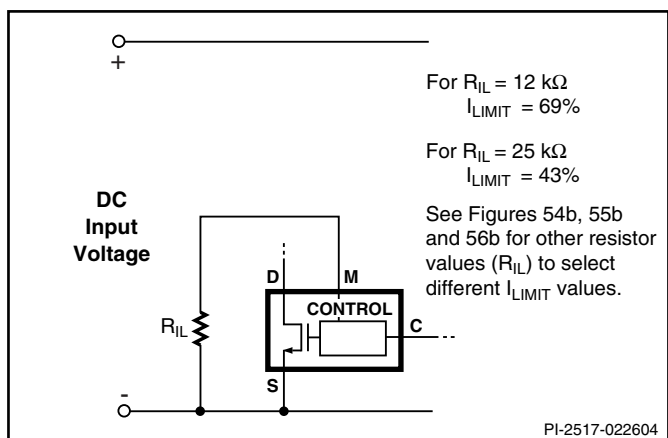 +
For R_IL = 12 kΩ
I_LIMIT = 69%
For R_IL = 25 kΩ
I_LIMIT = 43%
See Figures 54b, 55b
and 56b for other resistor
values (R_IL) to select
different I_LIMIT values.
DC
Input
Voltage
D
M
CONTROL
C
R_IL
S
-
PI-2517-022604